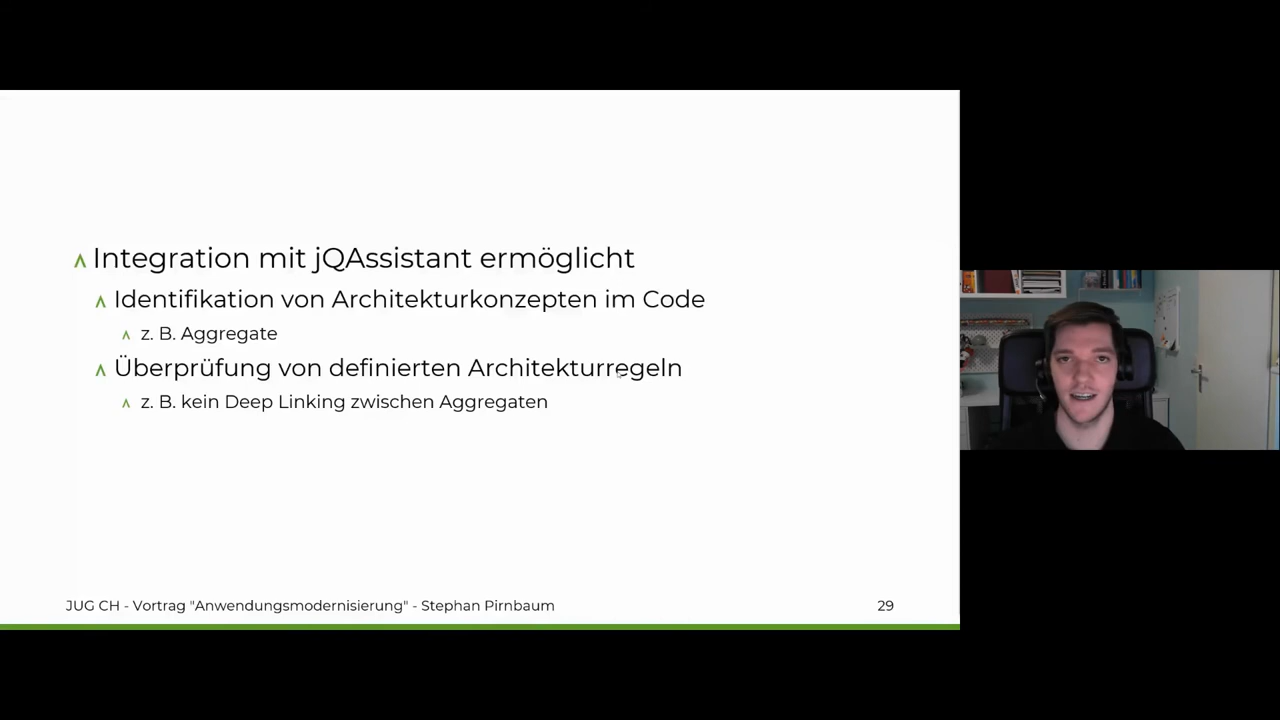 Integration mit jQAssistant ermöglicht
Identifikation von Architekturkonzepten im Code
z. B. Aggregate
Überprüfung von definierten Architekturregeln
z. B. kein Deep Linking zwischen Aggregaten
JUG CH - Vortrag "Anwendungsmodernisierung" - Stephan Pirnbaum
29